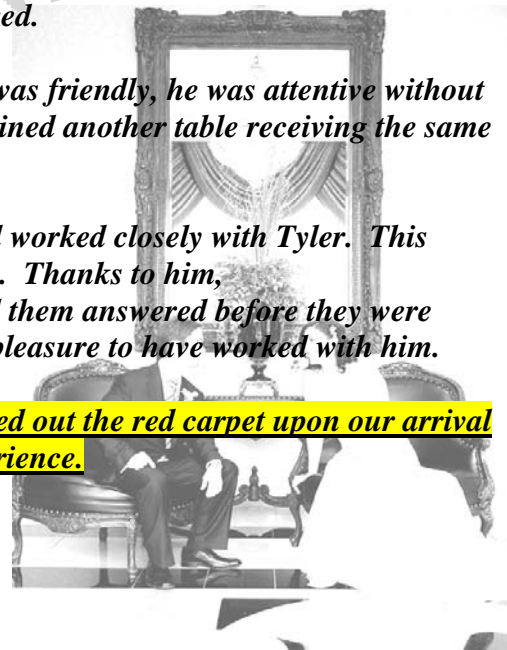 ed.
was friendly, he was attentive without
ined another table receiving the same
worked closely with Tyler.  This
.  Thanks to him,
them answered before they were
pleasure to have worked with him.
ed out the red carpet upon our arrival
rience.